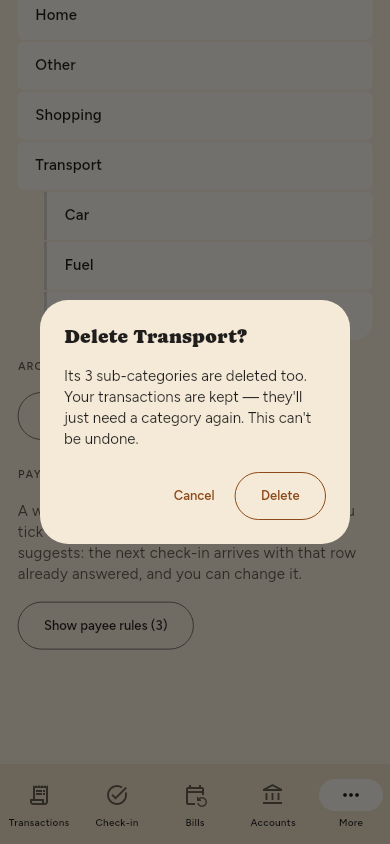 Home
Other
Shopping
Transport
Car
Fuel
Delete Transport?
Its 3 sub-categories are deleted too.
Your transactions are kept — they'll
just need a category again. This can't
be undone.
Cancel
Delete
tick
suggests: the next check-in arrives with that row
already answered, and you can change it.
Show payee rules (3)
Transactions
Check-in
Bills
Accounts
More